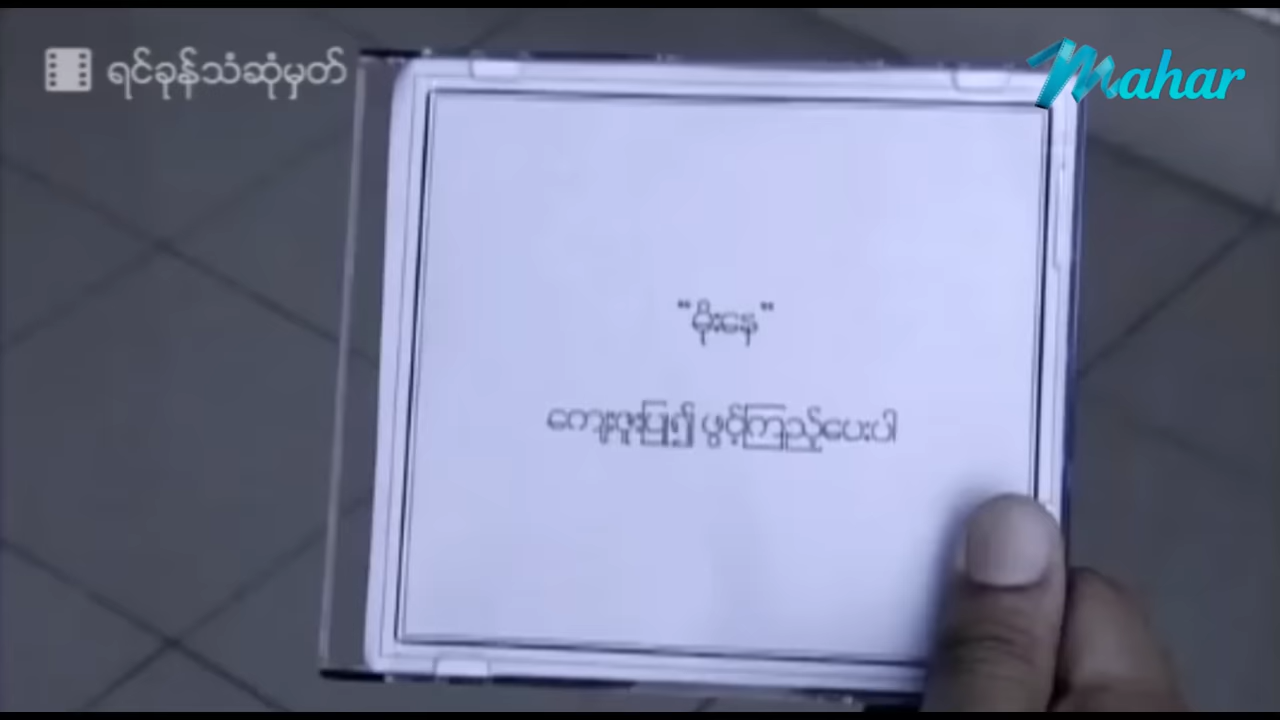 ရင်ခုန်သံဆုံမှတ်
Mahar
"မိုးနေ"
ကျေးဇူးပြု၍ ဖွင့်ကြည့်ပေးပါ